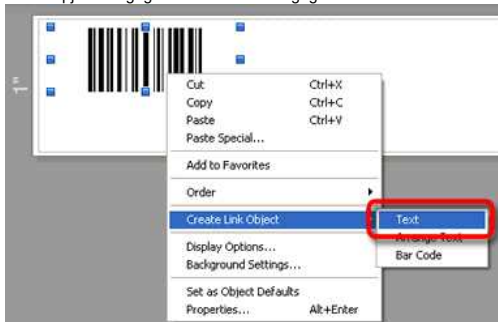 1"
Cut Ctrl+X
Copy Ctrl+C
Paste Ctrl+V
Paste Special...
Add to Favorites
Order
Create Link Object
Text
Arrange Text
Bar Code
Display Options...
Background Settings...
Set as Object Defaults
Properties... Alt+Enter